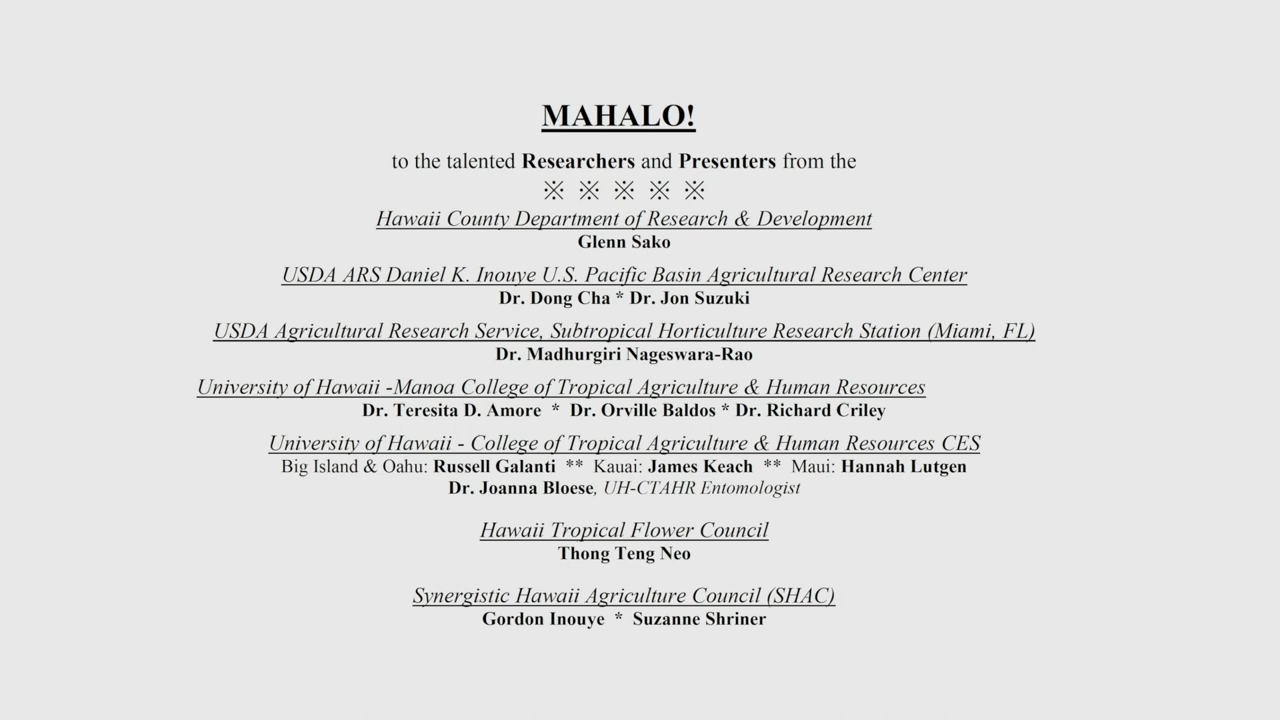 MAHALO!
to the talented Researchers and Presenters from the
※ ※ ※ ※ ※
Hawaii County Department of Research & Development
Glenn Sako
USDA ARS Daniel K. Inouye U.S. Pacific Basin Agricultural Research Center
Dr. Dong Cha * Dr. Jon Suzuki
USDA Agricultural Research Service, Subtropical Horticulture Research Station (Miami, FL)
Dr. Madhurgiri Nageswara-Rao
University of Hawaii -Manoa College of Tropical Agriculture & Human Resources
Dr. Teresita D. Amore * Dr. Orville Baldos * Dr. Richard Criley
University of Hawaii - College of Tropical Agriculture & Human Resources CES
Big Island & Oahu: Russell Galanti ** Kauai: James Keach ** Maui: Hannah Lutgen
Dr. Joanna Bloese, UH-CTAHR Entomologist
Hawaii Tropical Flower Council
Thong Teng Neo
Synergistic Hawaii Agriculture Council (SHAC)
Gordon Inouye * Suzanne Shriner